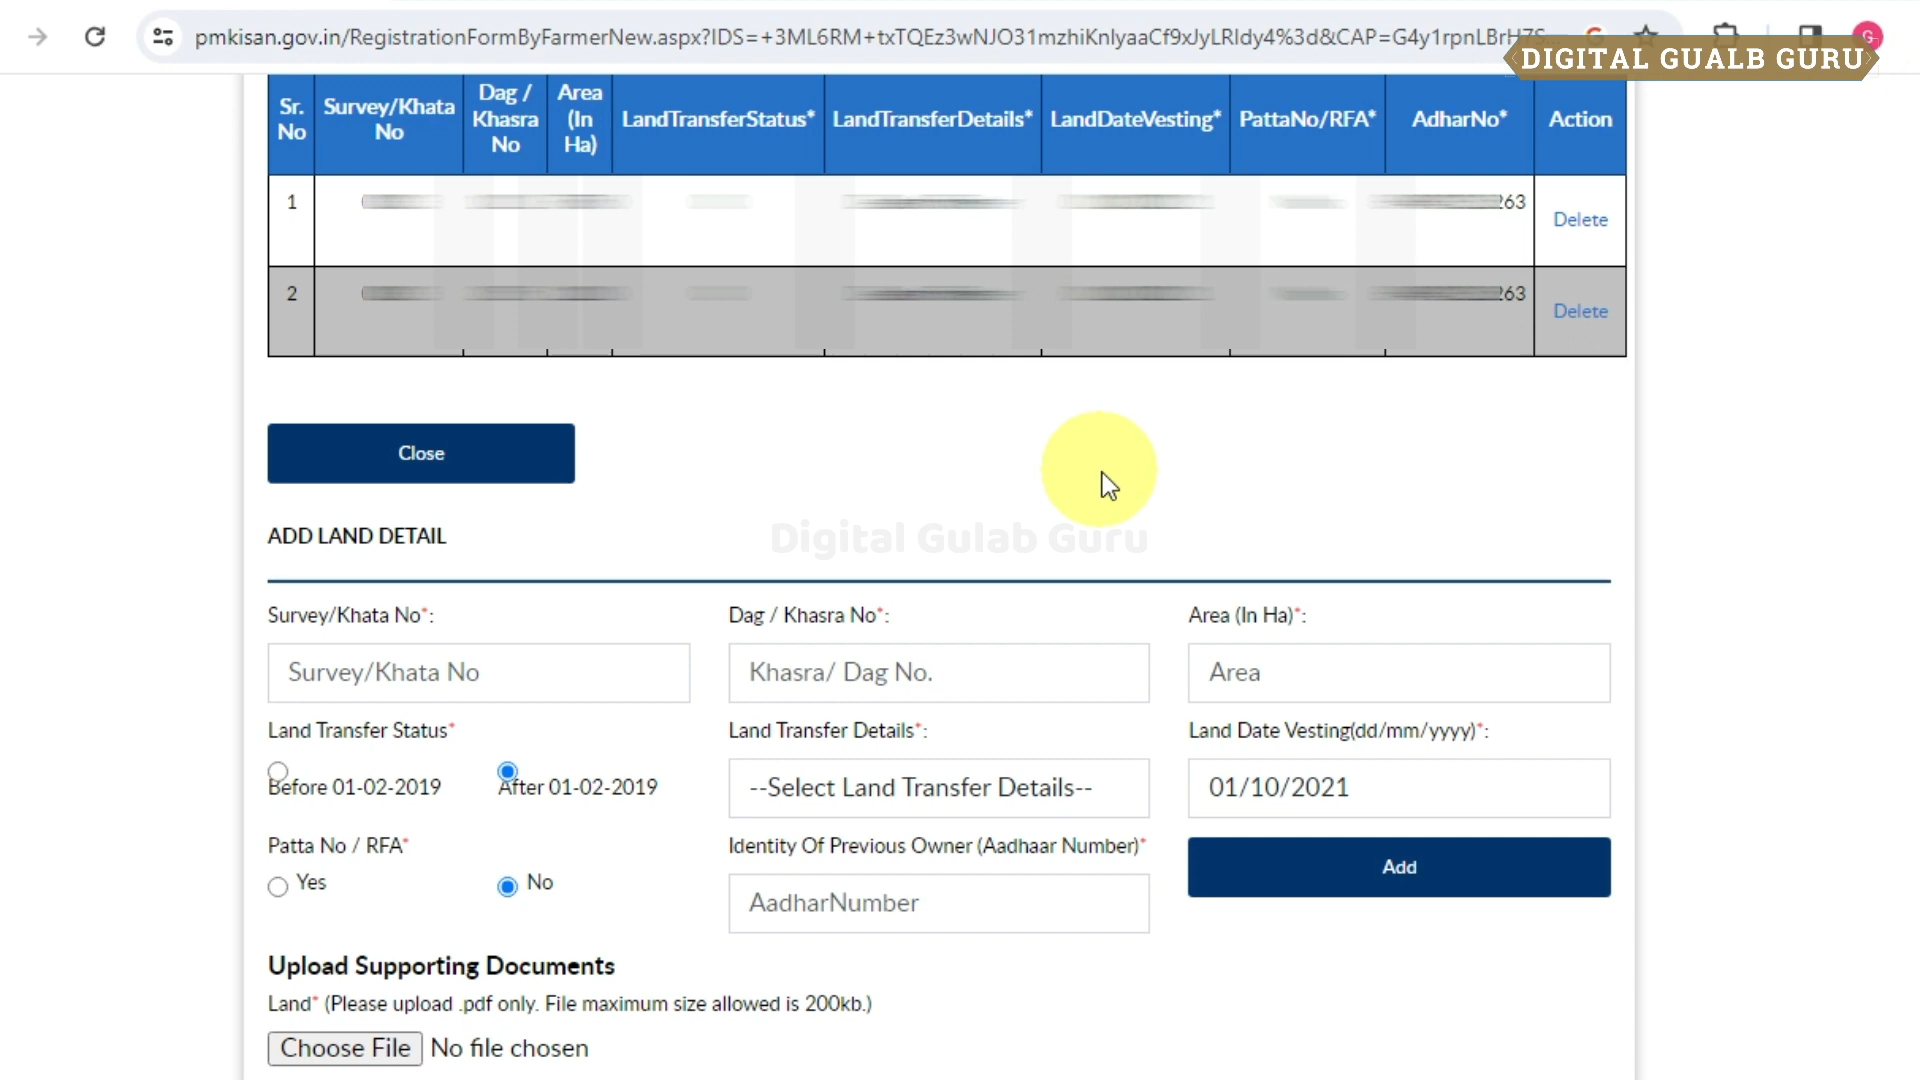 pmkisan.gov.in/RegistrationFormByFarmerNew.aspx?IDS=+3ML6RM+txTQEz3wNJO31mzhiKnlyaaCf9xJyLRIdy4%3d&CAP=G4y1rpnLBrHZS
G
DIGITAL GUALB GURU
Sr. No Survey/Khata No Dag / Khasra No Area (In Ha) LandTransferStatus* LandTransferDetails* LandDateVesting* PattaNo/RFA* AdharNo* Action
1 263 Delete
2 263 Delete
Close
ADD LAND DETAIL
Digital Gulab Guru
Survey/Khata No*: Dag / Khasra No*: Area (In Ha)*:
Survey/Khata No Khasra/ Dag No. Area
Land Transfer Status* Land Transfer Details*: Land Date Vesting(dd/mm/yyyy)*:
Before 01-02-2019 After 01-02-2019 --Select Land Transfer Details-- 01/10/2021
Patta No / RFA* Identity Of Previous Owner (Aadhaar Number)*
Yes No AadharNumber Add
Upload Supporting Documents
Land* (Please upload .pdf only. File maximum size allowed is 200kb.)
Choose File No file chosen